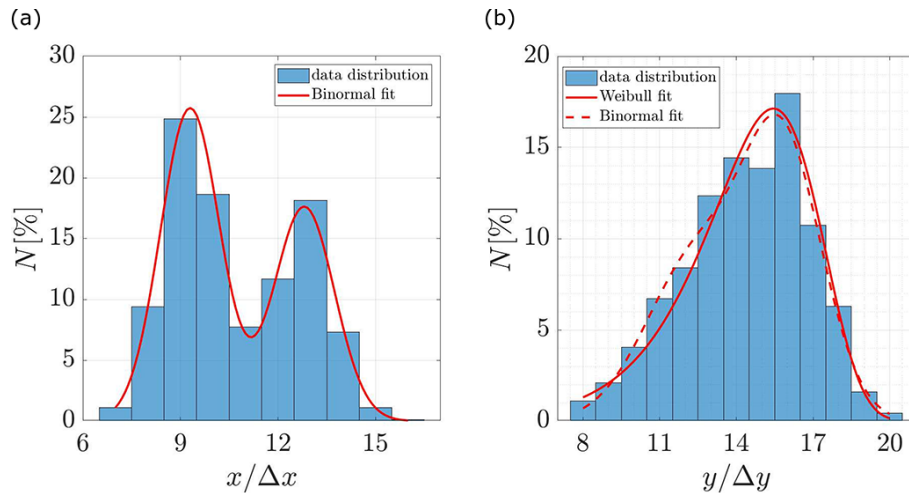 (a)
30
25
20
15
10
5
0
N[%]
data distribution
Binormal fit
6
9
12
15
x/Δx
(b)
20
15
10
5
0
N[%]
data distribution
Weibull fit
Binormal fit
8
11
14
17
20
y/Δy